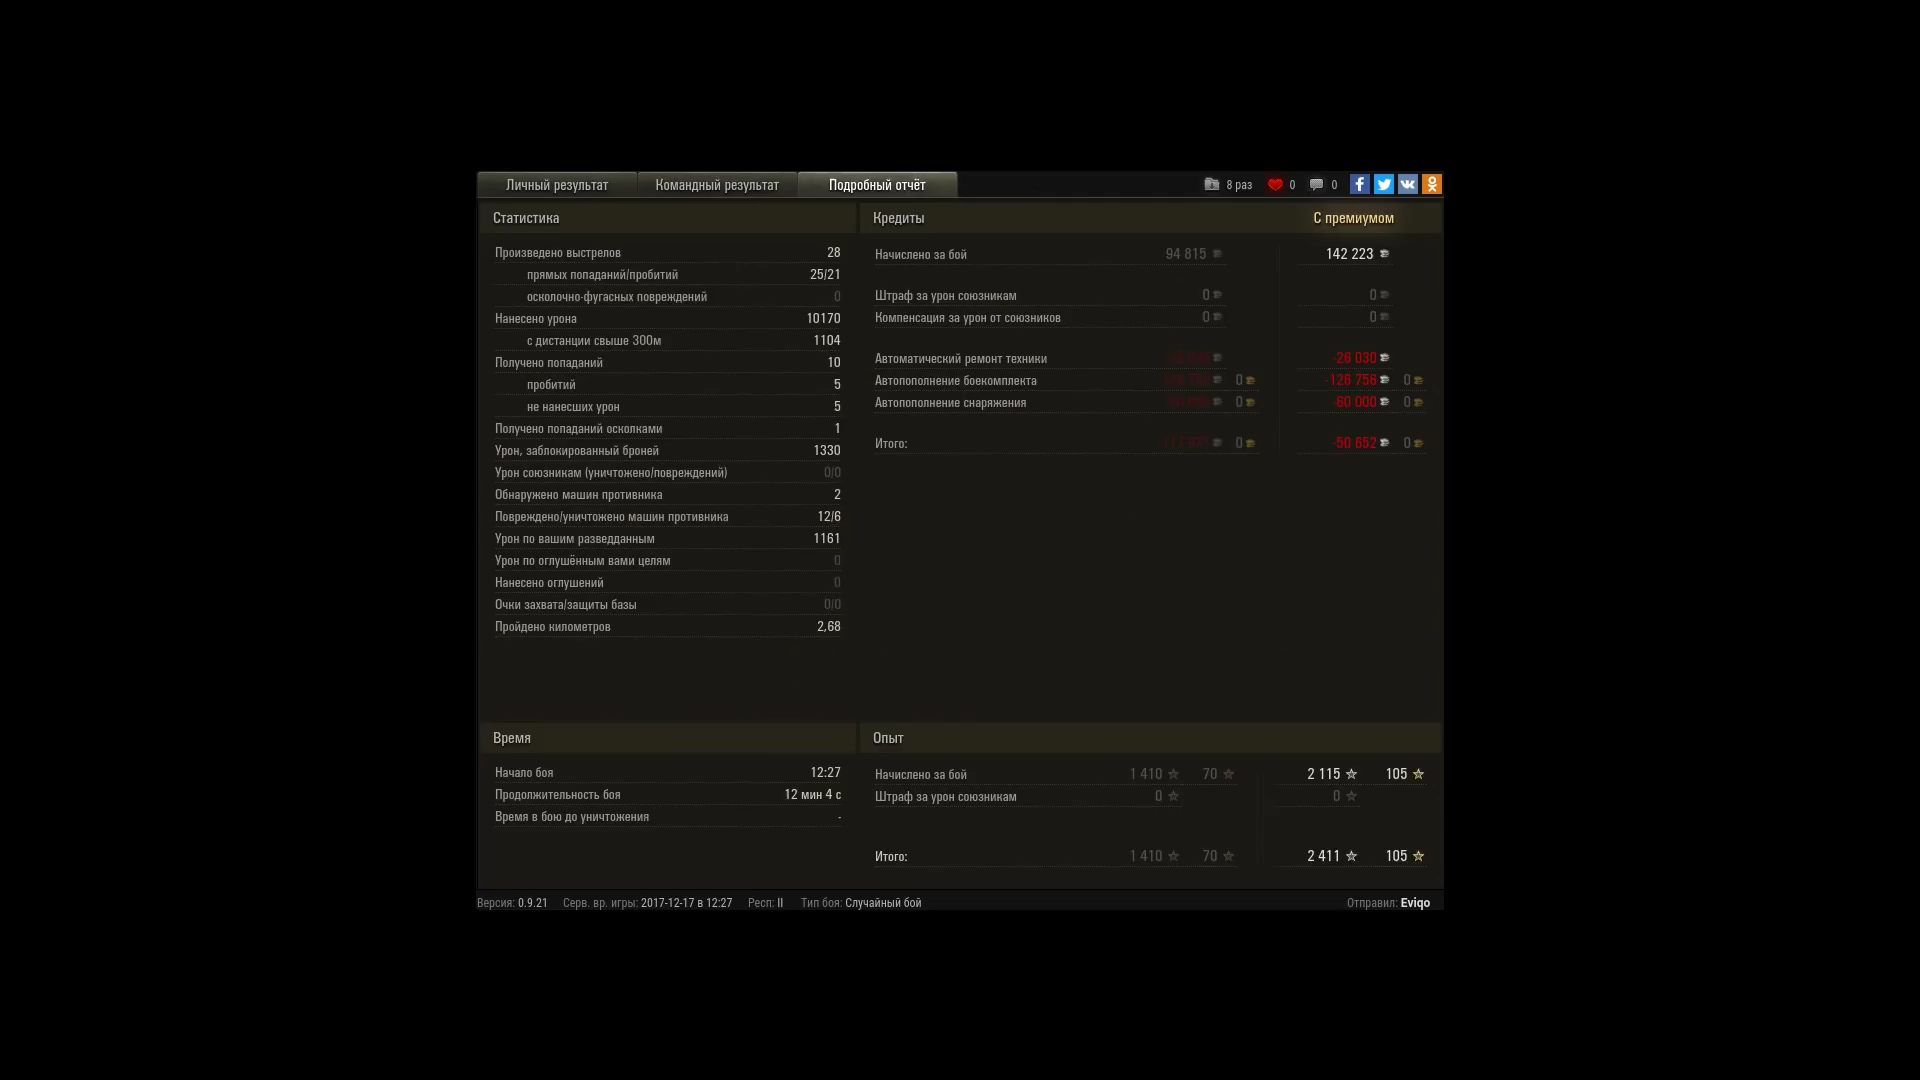 Личный результат Командный результат Подробный отчёт 8 раз 0 0
Статистика
Произведено выстрелов 28
прямых попаданий/пробитий 25/21
осколочно-фугасных повреждений 0
Нанесено урона 10170
с дистанции свыше 300м 1104
Получено попаданий 10
пробитий 5
не нанесших урон 5
Получено попаданий осколками 1
Урон, заблокированный броней 1330
Урон союзникам (уничтожено/повреждений) 0/0
Обнаружено машин противника 2
Повреждено/уничтожено машин противника 12/6
Урон по вашим разведданным 1161
Урон по оглушённым вами целям 0
Нанесено оглушений 0
Очки захвата/защиты базы 0/0
Пройдено километров 2,68
Кредиты С премиумом
Начислено за бой 94 815 142 223
Штраф за урон союзникам 0 0
Компенсация за урон от союзников 0 0
Автоматический ремонт техники -26 030
Автопополнение боекомплекта 0 -126 756 0
Автопополнение снаряжения 0 -60 000 0
Итого: 0 -50 652 0
Время
Начало боя 12:27
Продолжительность боя 12 мин 4 с
Время в бою до уничтожения -
Опыт
Начислено за бой 1 410 70 2 115 105
Штраф за урон союзникам 0 0
Итого: 1 410 70 2 411 105
Версия: 0.9.21 Серв. вр. игры: 2017-12-17 в 12:27 Респ: II Тип боя: Случайный бой Отправил: Eviqo